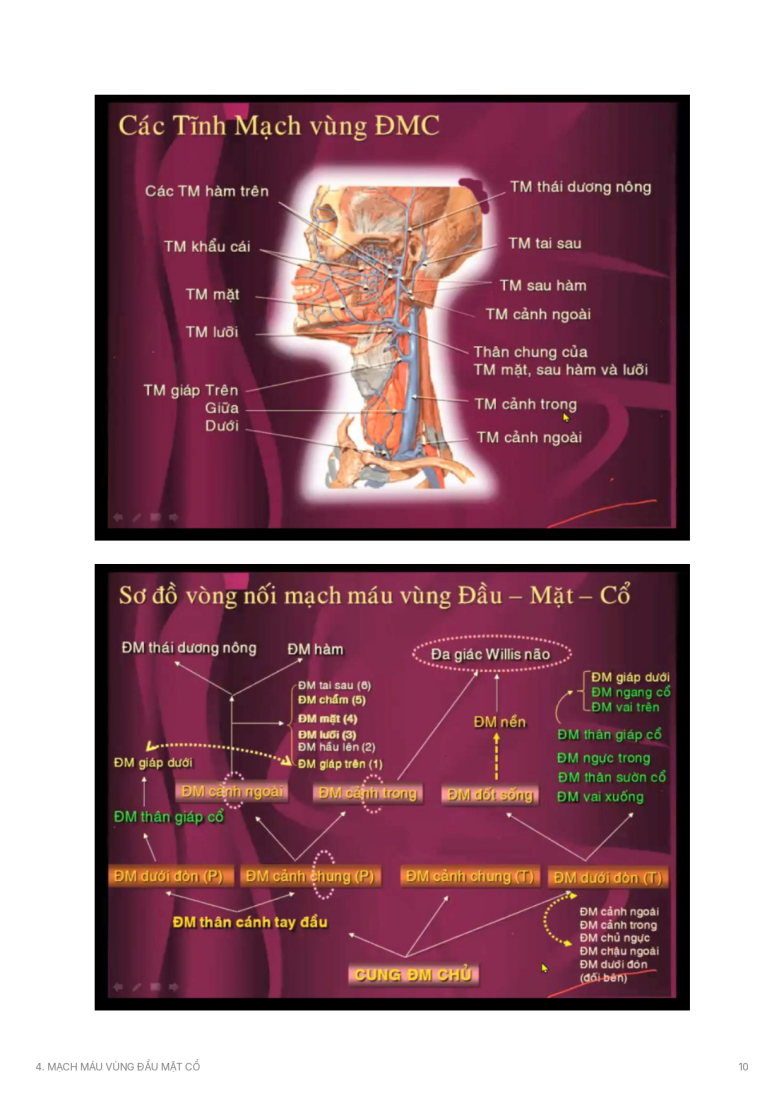 Các Tĩnh Mạch vùng ĐMC
Các TM hàm trên
TM khẩu cái
TM mặt
TM lưỡi
TM giáp Trên
Giữa
Dưới
TM thái dương nông
TM tai sau
TM sau hàm
TM cảnh ngoài
Thân chung của
TM mặt, sau hàm và lưỡi
TM cảnh trong
TM cảnh ngoài
Sơ đồ vòng nối mạch máu vùng Đầu – Mặt – Cổ
ĐM thái dương nông
ĐM hàm
Đa giác Willis não
ĐM tai sau (6)
ĐM chẩm (5)
ĐM mặt (4)
ĐM lưỡi (3)
ĐM hầu lên (2)
ĐM giáp trên (1)
ĐM giáp dưới
ĐM ngang cổ
ĐM vai trên
ĐM nền
ĐM thân giáp cổ
ĐM giáp dưới
ĐM ngực trong
ĐM thân sườn cổ
ĐM vai xuống
ĐM cảnh ngoài
ĐM cảnh trong
ĐM đốt sống
ĐM thân giáp cổ
ĐM dưới đòn (P)
ĐM cảnh chung (P)
ĐM cảnh chung (T)
ĐM dưới đòn (T)
ĐM thân cánh tay đầu
ĐM cảnh ngoài
ĐM cảnh trong
ĐM chủ ngực
ĐM chậu ngoài
ĐM dưới đón
(đối bên)
CUNG ĐM CHỦ
4. MẠCH MÁU VÙNG ĐẦU MẶT CỔ
10